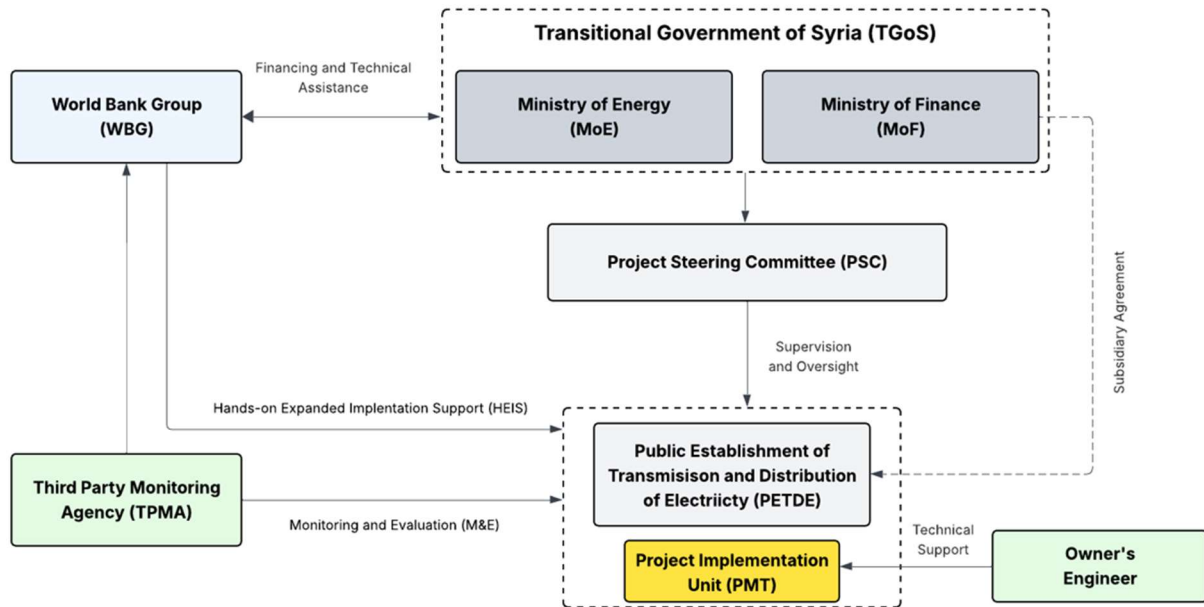 Transitional Government of Syria (TGoS)
Financing and Technical
Assistance
World Bank Group
(WBG)
Ministry of Energy
(MoE)
Ministry of Finance
(MoF)
Project Steering Committee (PSC)
Subsidiary Agreement
Supervision
and Oversight
Hands-on Expanded Implentation Support (HEIS)
Public Establishment of
Transmisison and Distribution
of Electriicty (PETDE)
Third Party Monitoring
Agency (TPMA)
Monitoring and Evaluation (M&E)
Technical
Support
Project Implementation
Unit (PMT)
Owner's
Engineer